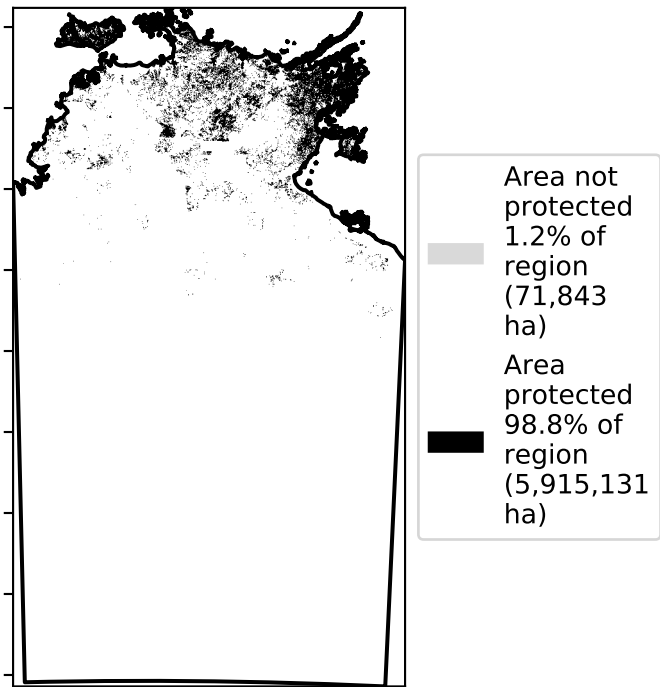 Area not
protected
1.2% of
region
(71,843
ha)
Area
protected
98.8% of
region
(5,915,131
ha)